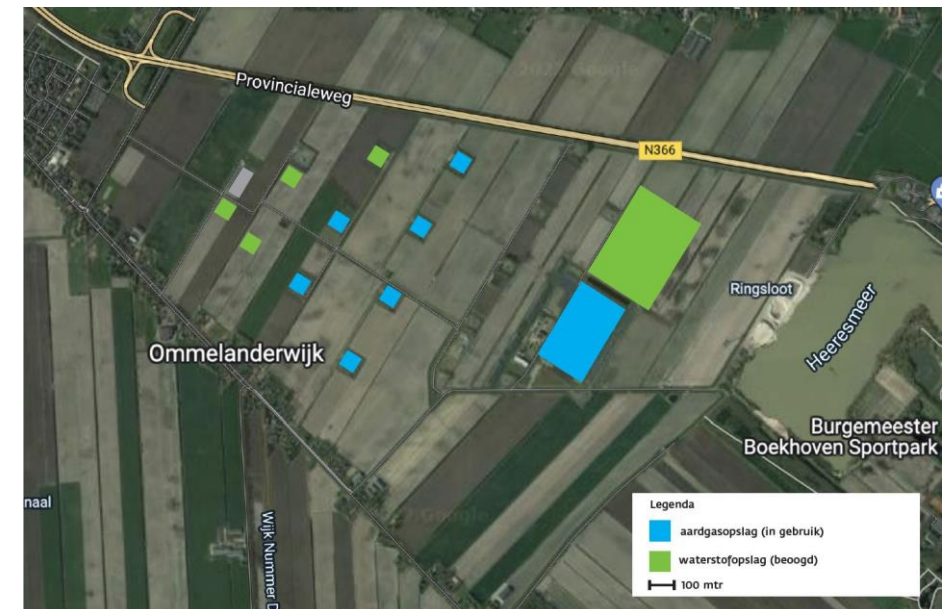 Provincialeweg
N366
Ringsloot
Heeresmeer
Ommelanderwijk
Burgemeester
Boekhoven Sportpark
naal
Wijk Nummer D
Legenda
aardgasopslag (in gebruik)
waterstofopslag (beoogd)
100 mtr